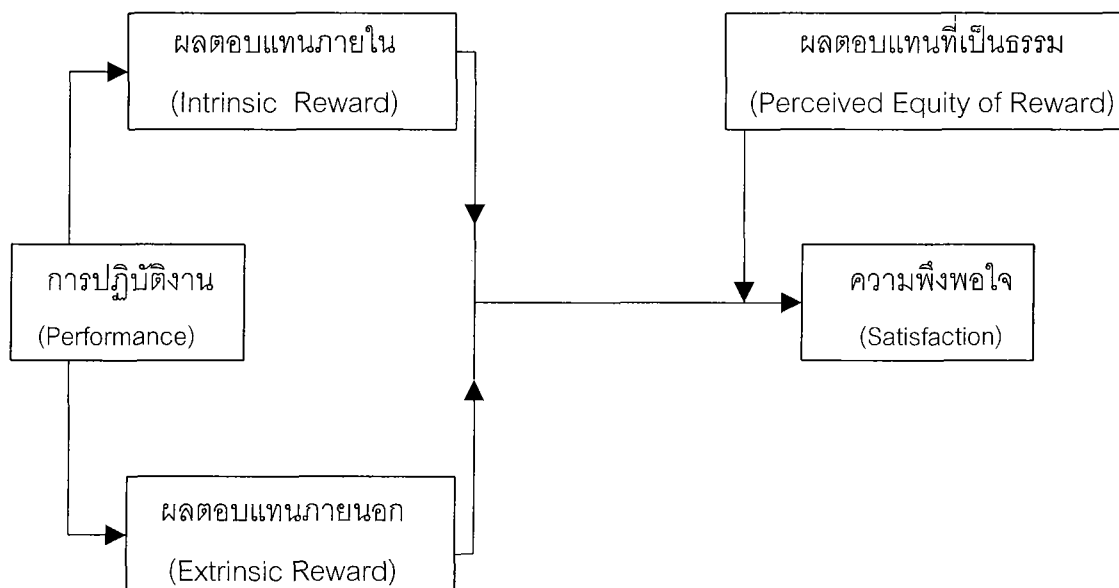 ผลตอบแทนภายใน
(Intrinsic Reward)
ผลตอบแทนที่เป็นธรรม
(Perceived Equity of Reward)
การปฏิบัติงาน
(Performance)
ความพึงพอใจ
(Satisfaction)
ผลตอบแทนภายนอก
(Extrinsic Reward)